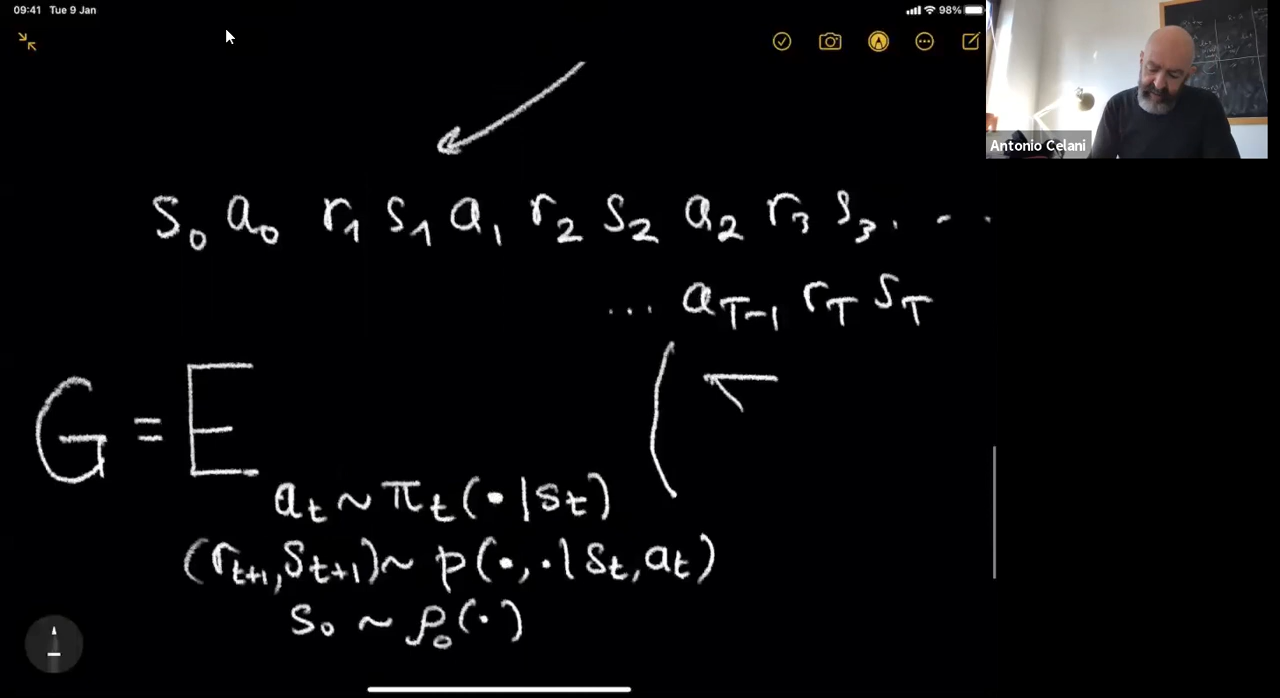 09:41 Tue 9 Jan 98%
Antonio Celani
s₀ a₀ r₁ s₁ a₁ r₂ s₂ a₂ r₃ s₃. ...
... a_{T-1} r_T s_T
G = E (
a_t ~ π_t(•|s_t)
(r_{t+1}, s_{t+1}) ~ p(•,•|s_t, a_t)
s₀ ~ ρ₀(•)